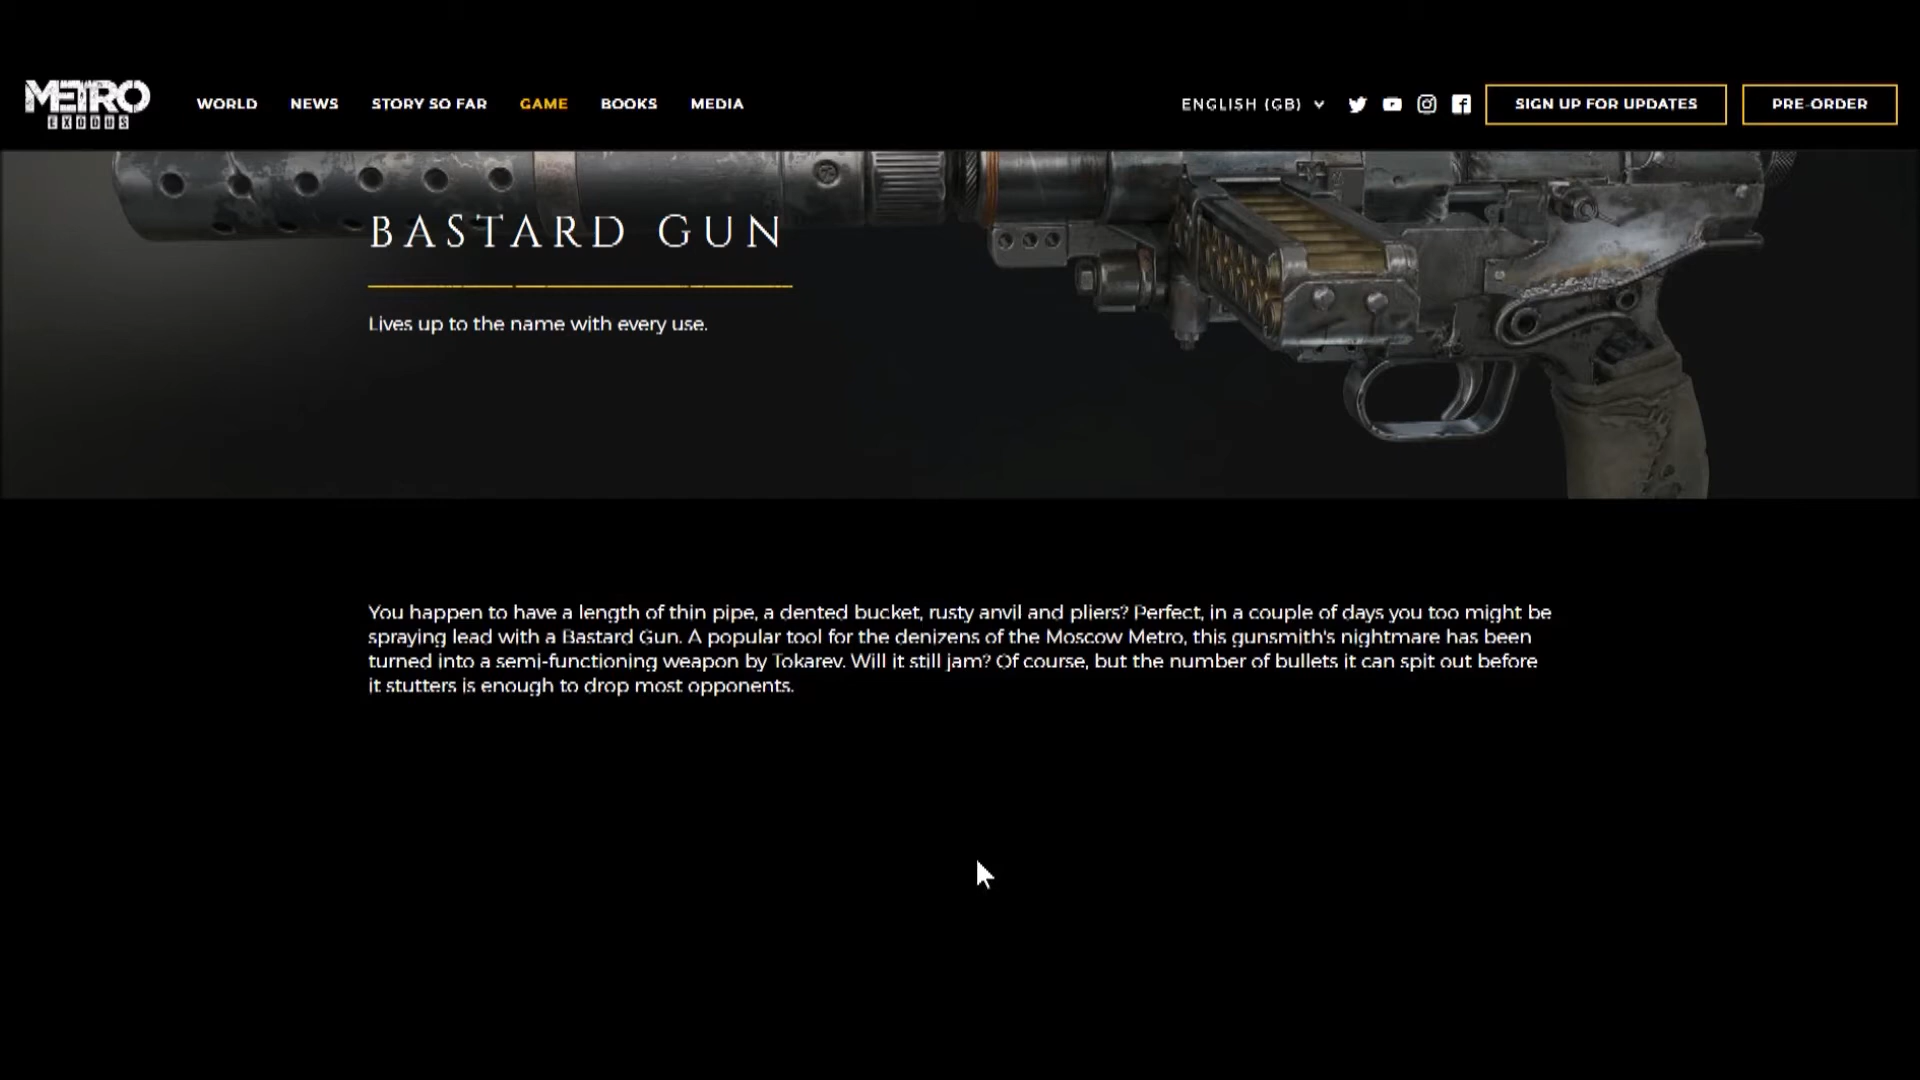 METRO
EXODUS
WORLD NEWS STORY SO FAR GAME BOOKS MEDIA ENGLISH (GB) SIGN UP FOR UPDATES PRE-ORDER
BASTARD GUN
Lives up to the name with every use.
You happen to have a length of thin pipe, a dented bucket, rusty anvil and pliers? Perfect, in a couple of days you too might be
spraying lead with a Bastard Gun. A popular tool for the denizens of the Moscow Metro, this gunsmith's nightmare has been
turned into a semi-functioning weapon by Tokarev. Will it still jam? Of course, but the number of bullets it can spit out before
it stutters is enough to drop most opponents.